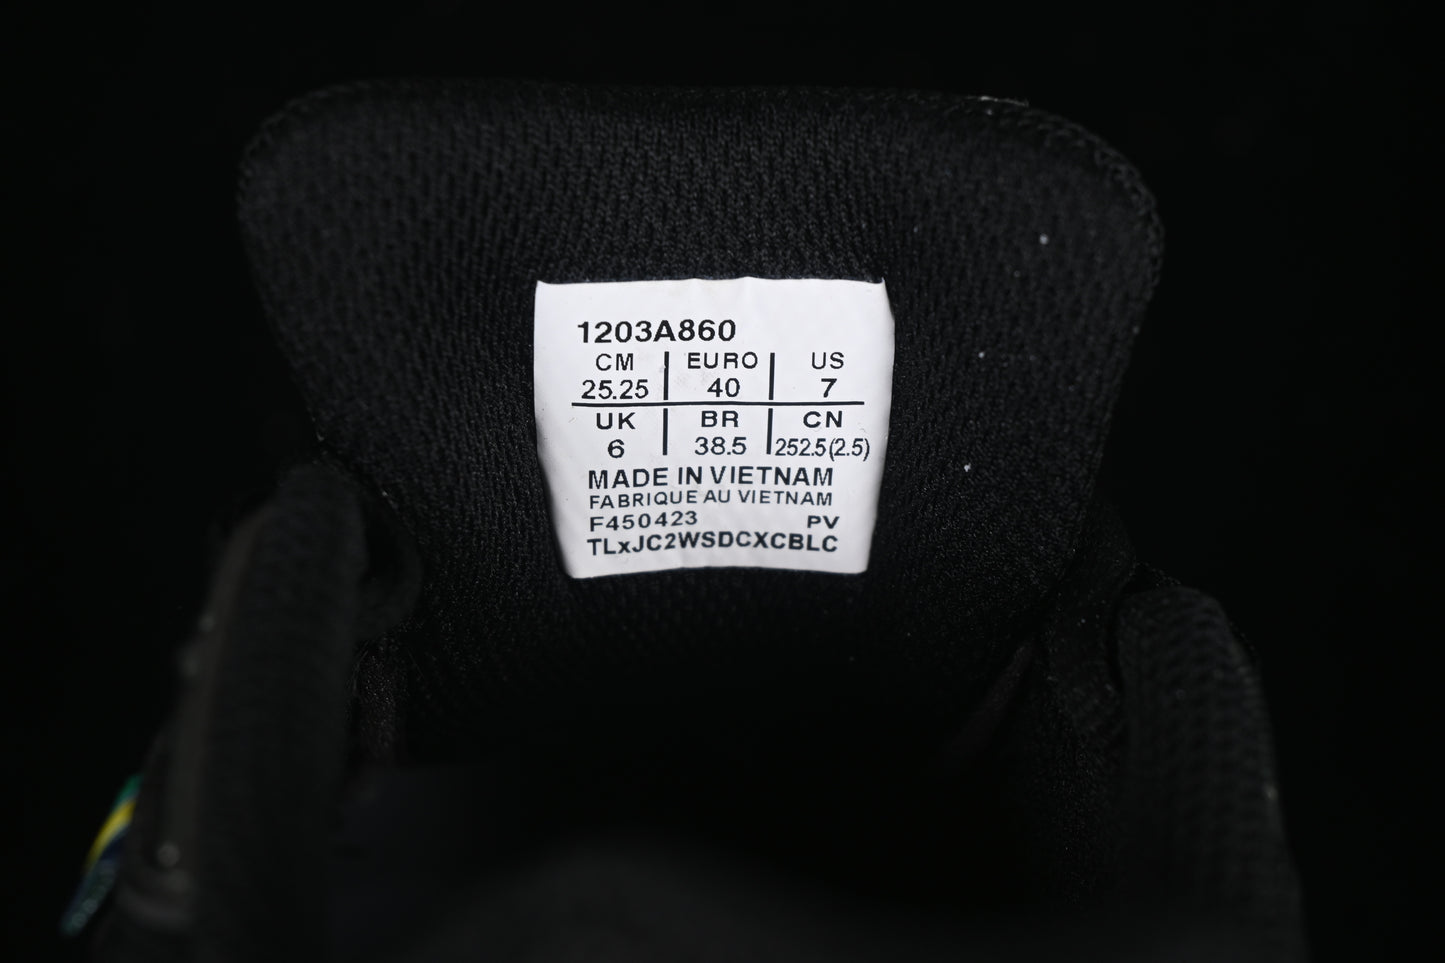 1203A860
CM EURO US
25.25 40 7
UK BR CN
6 38.5 252.5(2.5)
MADE IN VIETNAM
FABRIQUE AU VIETNAM
F450423 PV
TLxJC2WSDCXCBLC